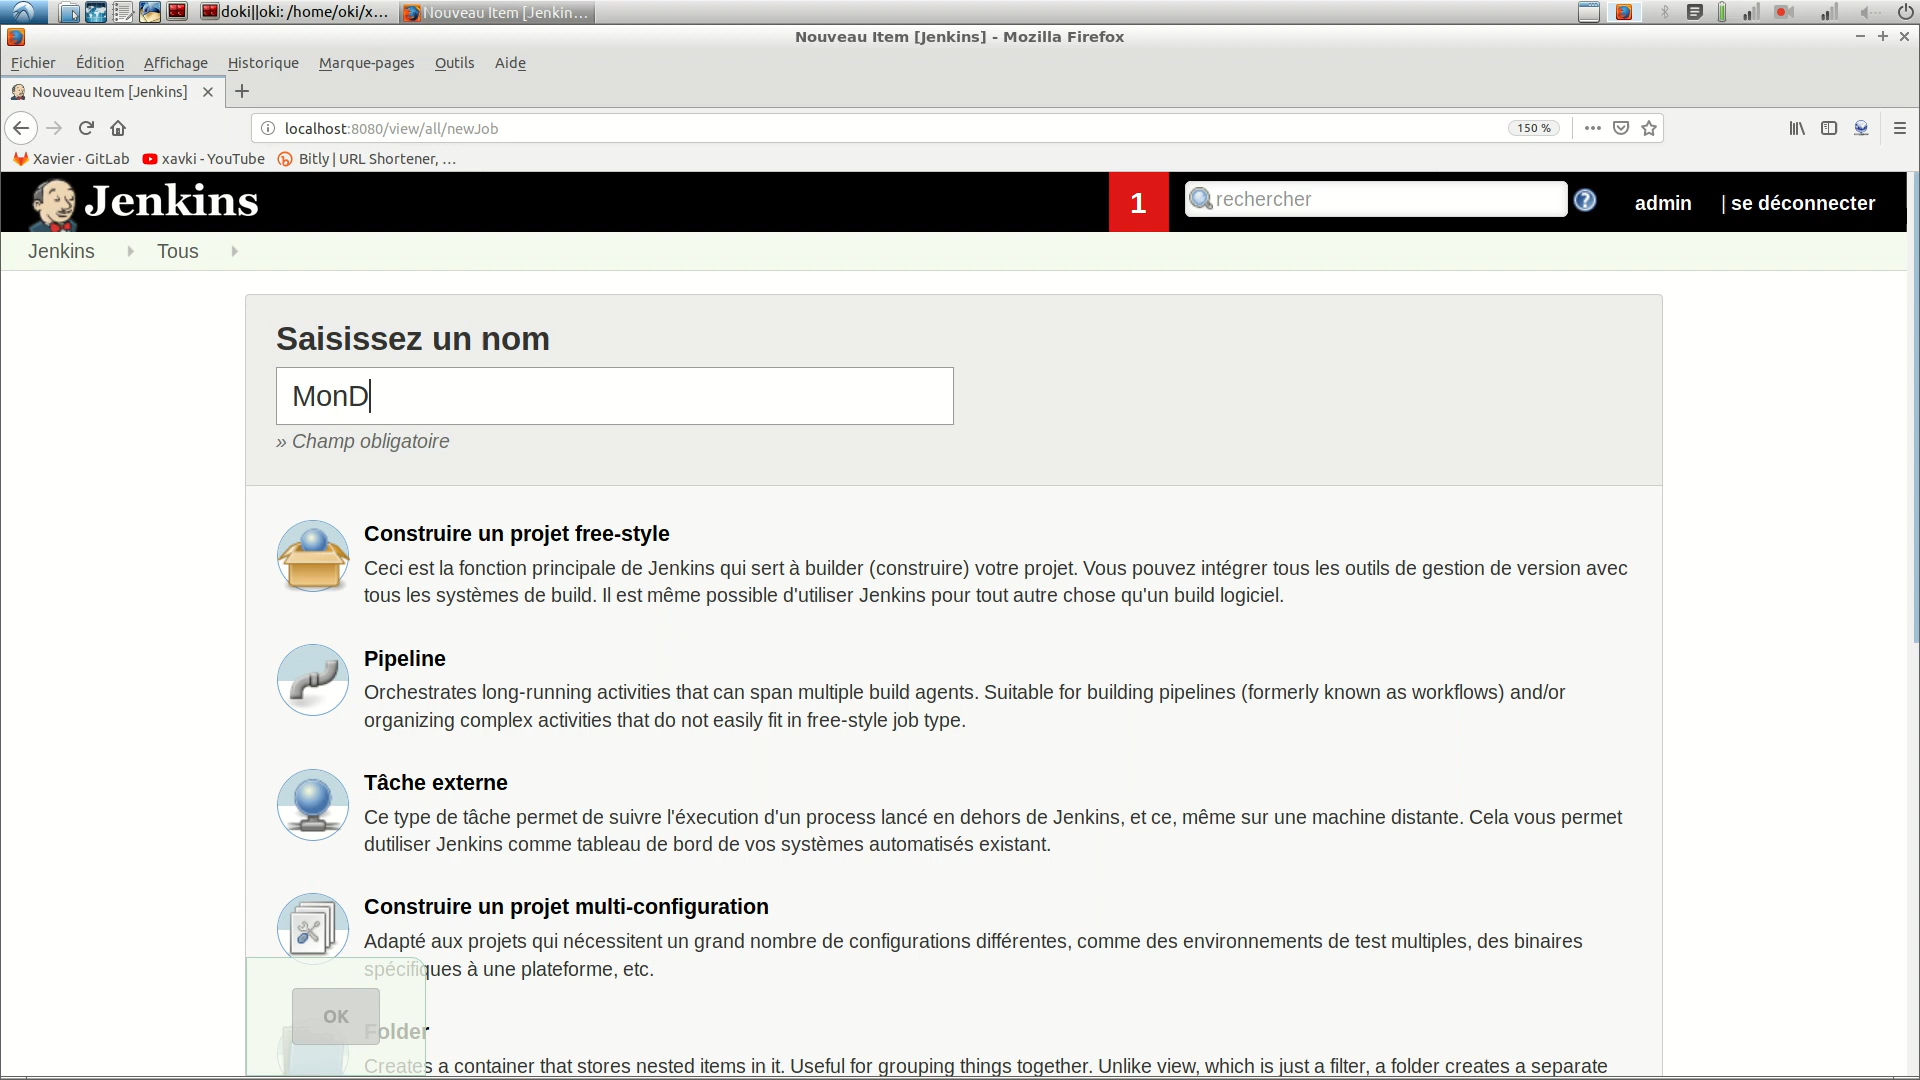 doki||oki: /home/oki/x...
Nouveau Item [Jenkin...
Nouveau Item [Jenkins] - Mozilla Firefox
Fichier Édition Affichage Historique Marque-pages Outils Aide
Nouveau Item [Jenkins]
localhost:8080/view/all/newJob
150 %
Xavier · GitLab
xavki - YouTube
Bitly | URL Shortener, ...
Jenkins
1
rechercher
admin
| se déconnecter
Jenkins
Tous
Saisissez un nom
MonD
» Champ obligatoire
Construire un projet free-style
Ceci est la fonction principale de Jenkins qui sert à builder (construire) votre projet. Vous pouvez intégrer tous les outils de gestion de version avec
tous les systèmes de build. Il est même possible d'utiliser Jenkins pour tout autre chose qu'un build logiciel.
Pipeline
Orchestrates long-running activities that can span multiple build agents. Suitable for building pipelines (formerly known as workflows) and/or
organizing complex activities that do not easily fit in free-style job type.
Tâche externe
Ce type de tâche permet de suivre l'éxecution d'un process lancé en dehors de Jenkins, et ce, même sur une machine distante. Cela vous permet
dutiliser Jenkins comme tableau de bord de vos systèmes automatisés existant.
Construire un projet multi-configuration
Adapté aux projets qui nécessitent un grand nombre de configurations différentes, comme des environnements de test multiples, des binaires
spécifiques à une plateforme, etc.
OK
Folder
Creates a container that stores nested items in it. Useful for grouping things together. Unlike view, which is just a filter, a folder creates a separate